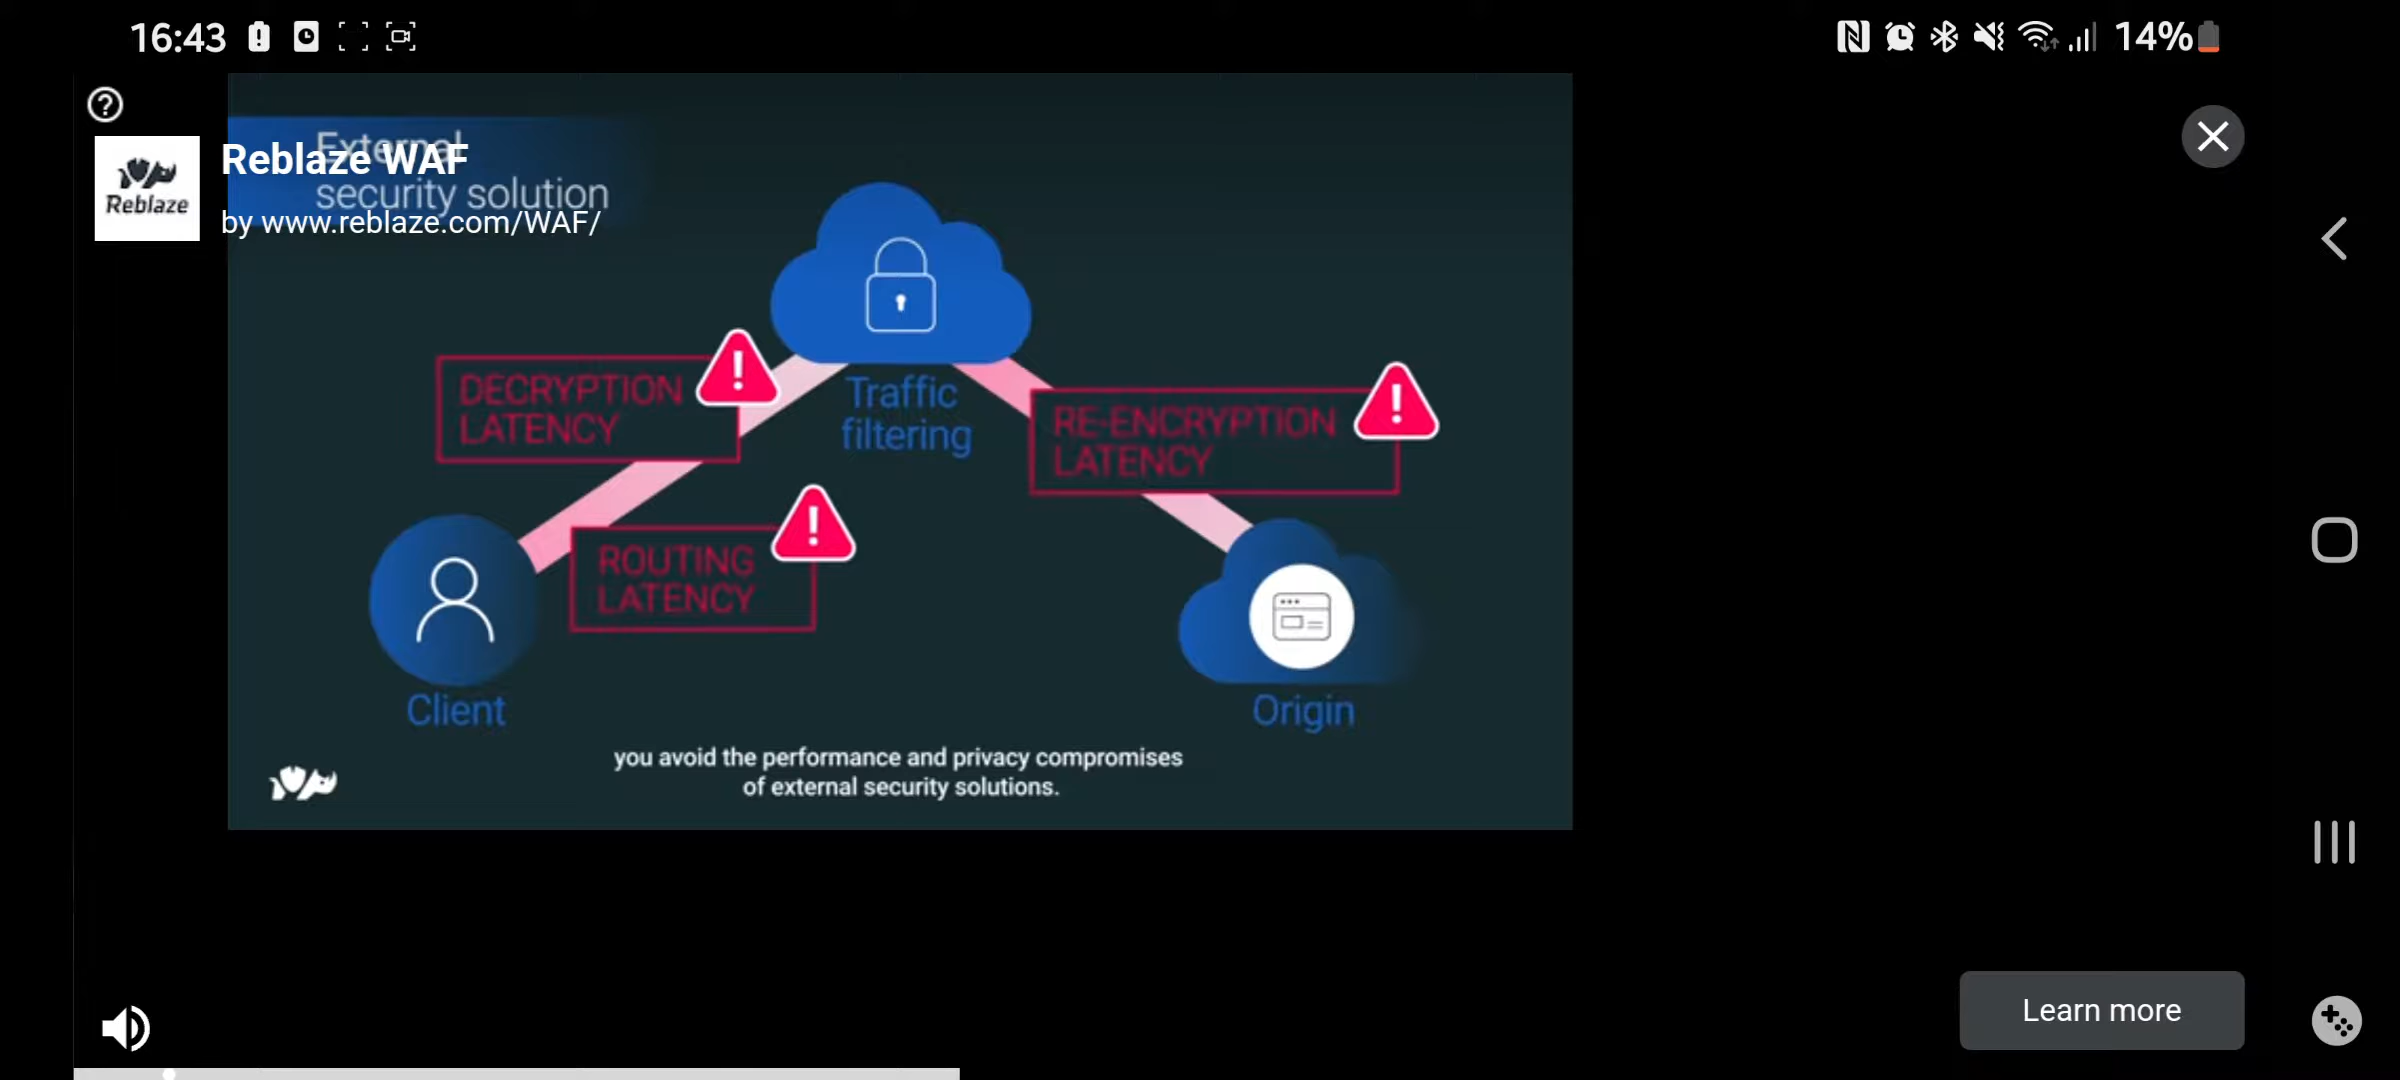 16:43
14%
External
Reblaze WAF
security solution
by www.reblaze.com/WAF/
Reblaze
DECRYPTION
LATENCY
Traffic
filtering
RE-ENCRYPTION
LATENCY
ROUTING
LATENCY
Client
Origin
you avoid the performance and privacy compromises
of external security solutions.
Learn more